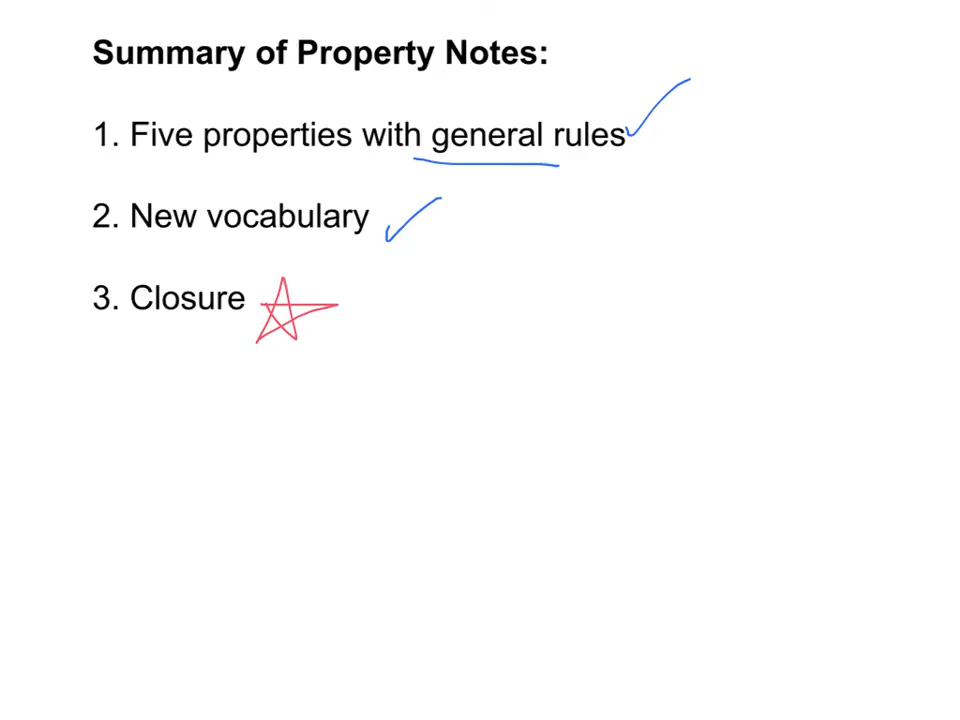 Summary of Property Notes:
1. Five properties with general rules
2. New vocabulary
3. Closure